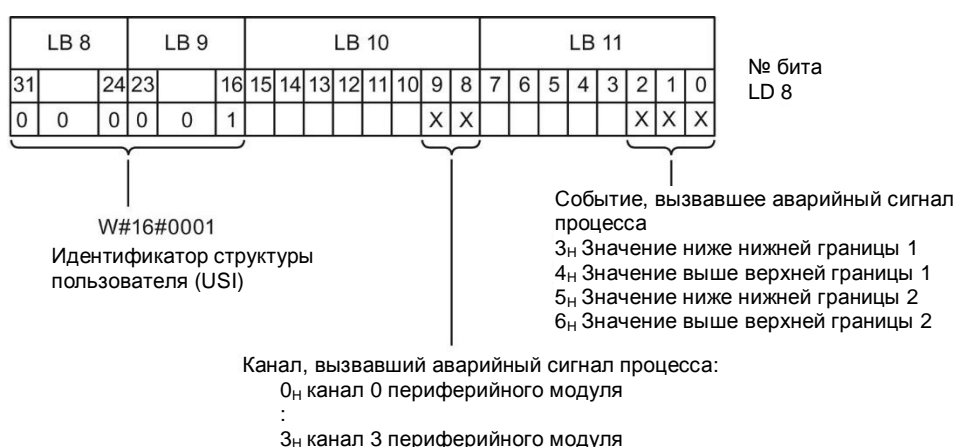 LB 8 LB 9 LB 10 LB 11
31 24 23 16 15 14 13 12 11 10 9 8 7 6 5 4 3 2 1 0
№ бита
LD 8
0 0 0 0 0 1 X X X X X
W#16#0001
Идентификатор структуры
пользователя (USI)
Событие, вызвавшее аварийный сигнал
процесса
3H Значение ниже нижней границы 1
4H Значение выше верхней границы 1
5H Значение ниже нижней границы 2
6H Значение выше верхней границы 2
Канал, вызвавший аварийный сигнал процесса:
0H канал 0 периферийного модуля
:
3H канал 3 периферийного модуля